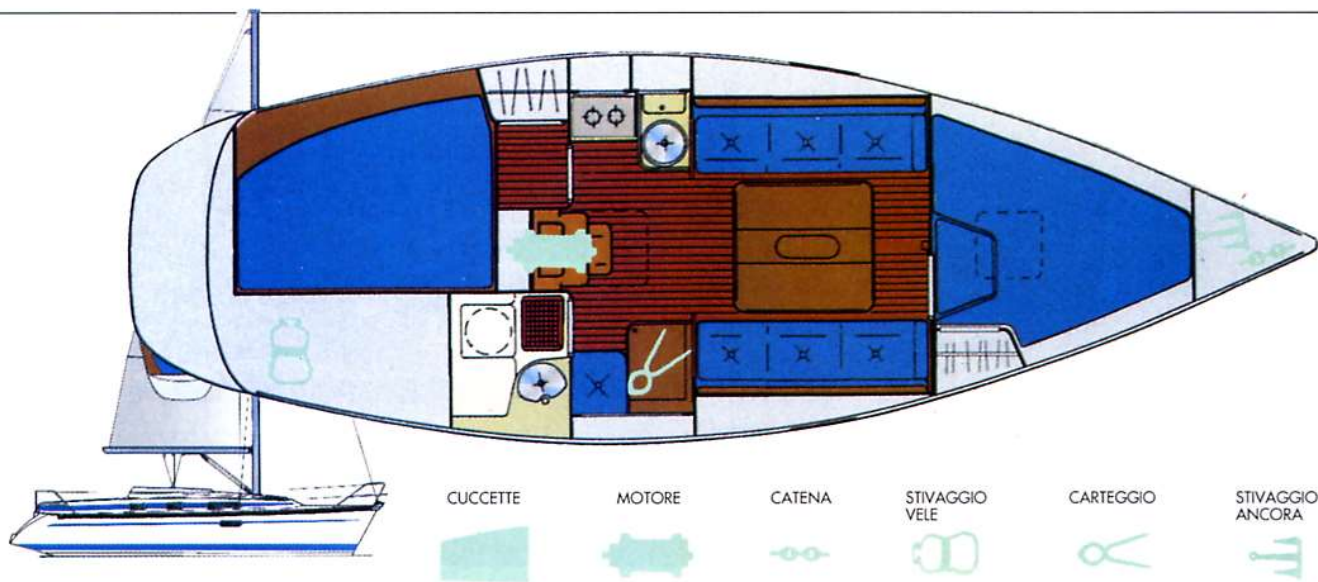 CUCCETTE
MOTORE
CATENA
STIVAGGIO
VELE
CARTEGGIO
STIVAGGIO
ANCORA